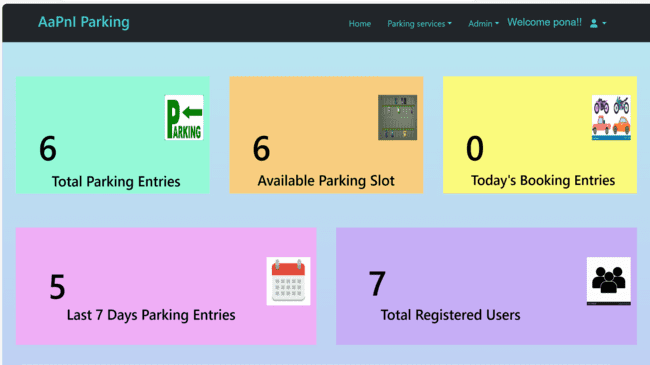 AaPnI Parking
Home Parking services Admin Welcome pona!!
PARKING
6
Total Parking Entries
6
Available Parking Slot
0
Today's Booking Entries
5
Last 7 Days Parking Entries
7
Total Registered Users